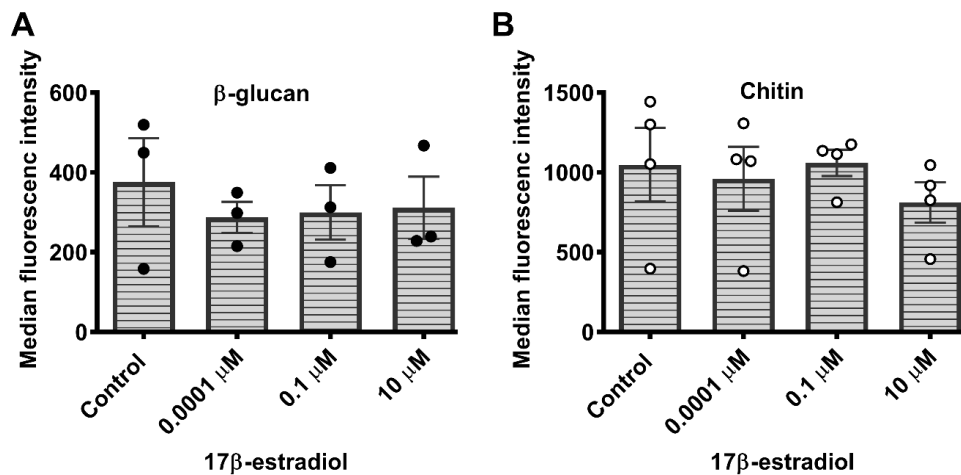 A
Median fluorescenc intensity
β-glucan
600
400
200
0
Control
0.0001 μM
0.1 μM
10 μM
17β-estradiol
B
Median fluorescenc intensity
Chitin
1500
1000
500
0
Control
0.0001 μM
0.1 μM
10 μM
17β-estradiol